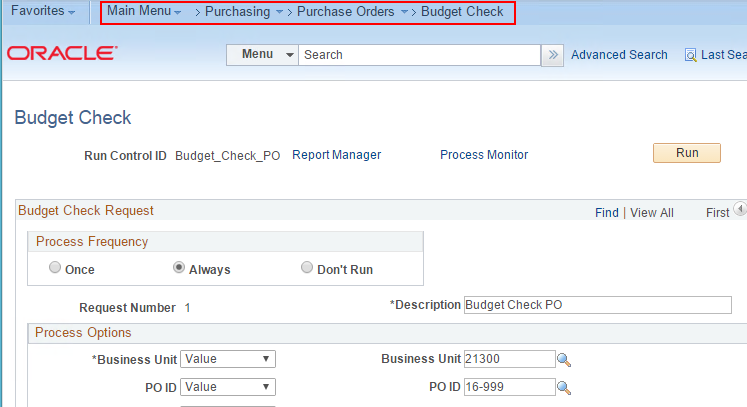 Favorites Main Menu > Purchasing > Purchase Orders > Budget Check
ORACLE® Menu Search >> Advanced Search Last Sea
Budget Check
Run Control ID Budget_Check_PO Report Manager Process Monitor Run
Budget Check Request Find | View All First
Process Frequency
Once Always Don't Run
Request Number 1 *Description Budget Check PO
Process Options
*Business Unit Value Business Unit 21300
PO ID Value PO ID 16-999